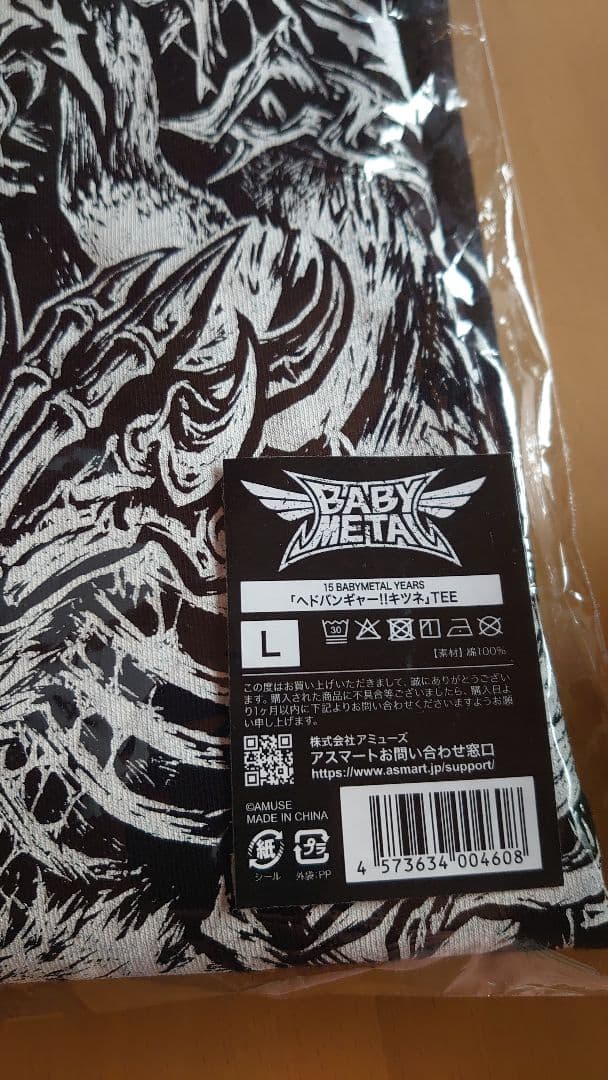 BABY
METAL
15 BABYMETAL YEARS
「ヘドバンギャー!!キツネ」TEE
L
30
1
【素材】綿100%
この度はお買い上げいただきまして、誠にありがとうござい
ます。購入された商品に不具合等ございましたら、購入日よ
り1ヶ月以内に下記よりお問い合わせくださいますようお願
い申し上げます。
株式会社アミューズ
アスマートお問い合わせ窓口
https://www.asmart.jp/support/
©AMUSE
MADE IN CHINA
紙
シール
プラ
外袋:PP
4 573634 004608